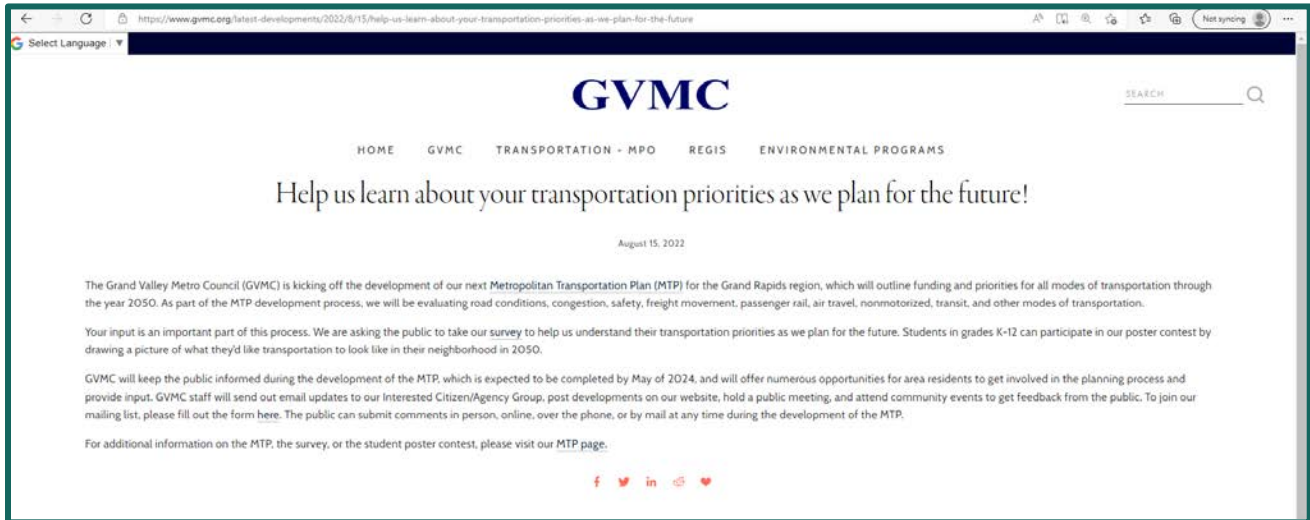 https://www.gvmc.org/latest-developments/2022/8/15/help-us-learn-about-your-transportation-priorities-as-we-plan-for-the-future
Not syncing
Select Language
GVMC
SEARCH
HOME GVMC TRANSPORTATION - MPO REGIS ENVIRONMENTAL PROGRAMS
Help us learn about your transportation priorities as we plan for the future!
August 15, 2022
The Grand Valley Metro Council (GVMC) is kicking off the development of our next Metropolitan Transportation Plan (MTP) for the Grand Rapids region, which will outline funding and priorities for all modes of transportation through
the year 2050. As part of the MTP development process, we will be evaluating road conditions, congestion, safety, freight movement, passenger rail, air travel, nonmotorized, transit, and other modes of transportation.
Your input is an important part of this process. We are asking the public to take our survey to help us understand their transportation priorities as we plan for the future. Students in grades K-12 can participate in our poster contest by
drawing a picture of what they'd like transportation to look like in their neighborhood in 2050.
GVMC will keep the public informed during the development of the MTP, which is expected to be completed by May of 2024, and will offer numerous opportunities for area residents to get involved in the planning process and
provide input. GVMC staff will send out email updates to our Interested Citizen/Agency Group, post developments on our website, hold a public meeting, and attend community events to get feedback from the public. To join our
mailing list, please fill out the form here. The public can submit comments in person, online, over the phone, or by mail at any time during the development of the MTP.
For additional information on the MTP, the survey, or the student poster contest, please visit our MTP page.